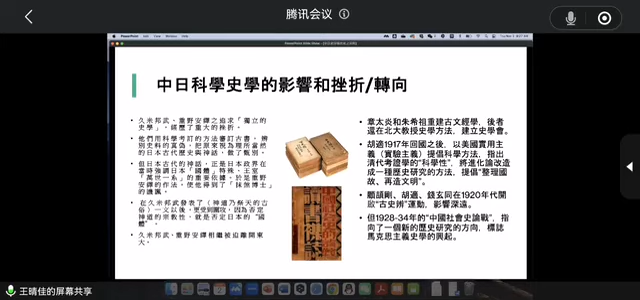 腾讯会议
中日科學史學的影響和挫折/轉向
• 久米邦武、重野安繹之追求「獨立的
史學」，經歷了重大的挫折。
• 他們用科學考訂的方法審訂古書，辨
別史料的真偽，把原來視為理所當然
的日本古代歷史與神話，做了甄別。
• 但日本古代的神話，正是日本政界在
當時強調日本「國體」特殊、王室
「萬世一系」的重要依據，於是重野
安繹的作法，使他得到了「抹煞博士」
的譏諷。
• 在久米邦武發表了《神道乃祭天的古
俗》一文以後，更受到圍攻，因為否定
神道的宗教性，就是否定日本的“國
體”。
• 久米邦武、重野安繹相繼被迫離開東
大。
• 章太炎和朱希祖重建古文經學，後者
還在北大教授史學方法，建立史學會。
• 胡適1917年回國之後，以美國實用主
義（實驗主義）提倡科學方法，指出
清代考證學的“科學性”，將進化論改造
成一種歷史研究的方法，提倡“整理國
故、再造文明”。
• 顧頡剛、胡適、錢玄同在1920年代開
啟“古史辨”運動，影響深遠。
• 但1928-34年的“中國社會史論戰”，指
向了一個新的歷史研究的方向，標誌
馬克思主義史學的興起。
王晴佳的屏幕共享